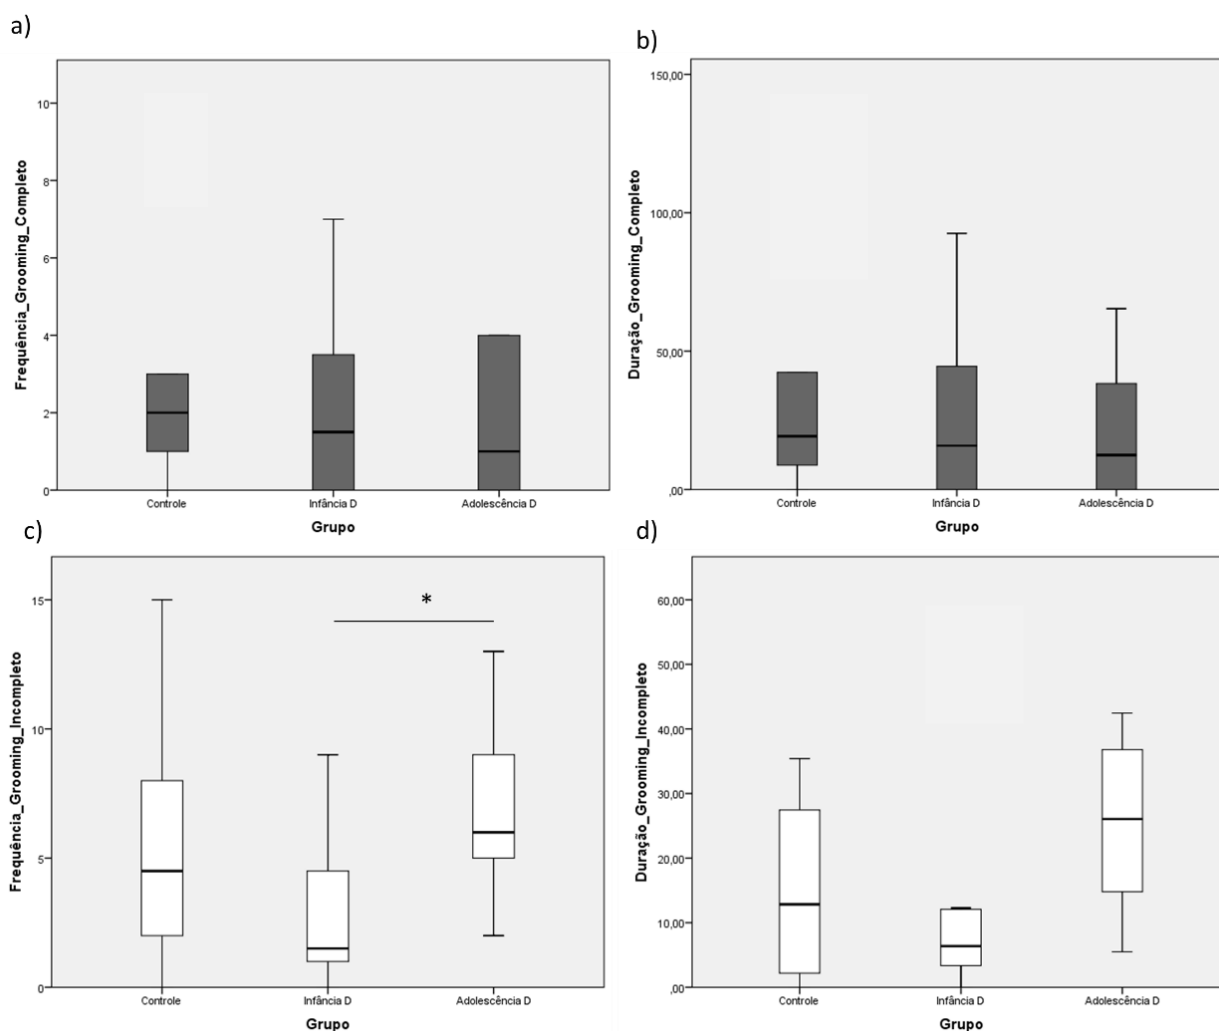 a)
Frequência_Grooming_Completo
10
8
6
4
2
0
Controle
Infância D
Adolescência D
Grupo
b)
Duração_Grooming_Completo
150,00
100,00
50,00
,00
Controle
Infância D
Adolescência D
Grupo
c)
Frequência_Grooming_Incompleto
15
10
5
0
*
Controle
Infância D
Adolescência D
Grupo
d)
Duração_Grooming_Incompleto
60,00
50,00
40,00
30,00
20,00
10,00
,00
Controle
Infância D
Adolescência D
Grupo